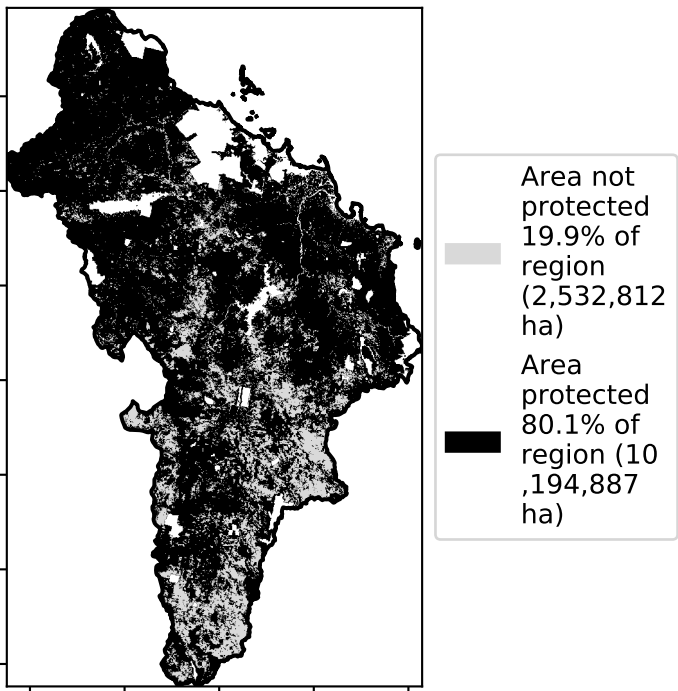 Area not
protected
19.9% of
region
(2,532,812
ha)
Area
protected
80.1% of
region (10
,194,887
ha)